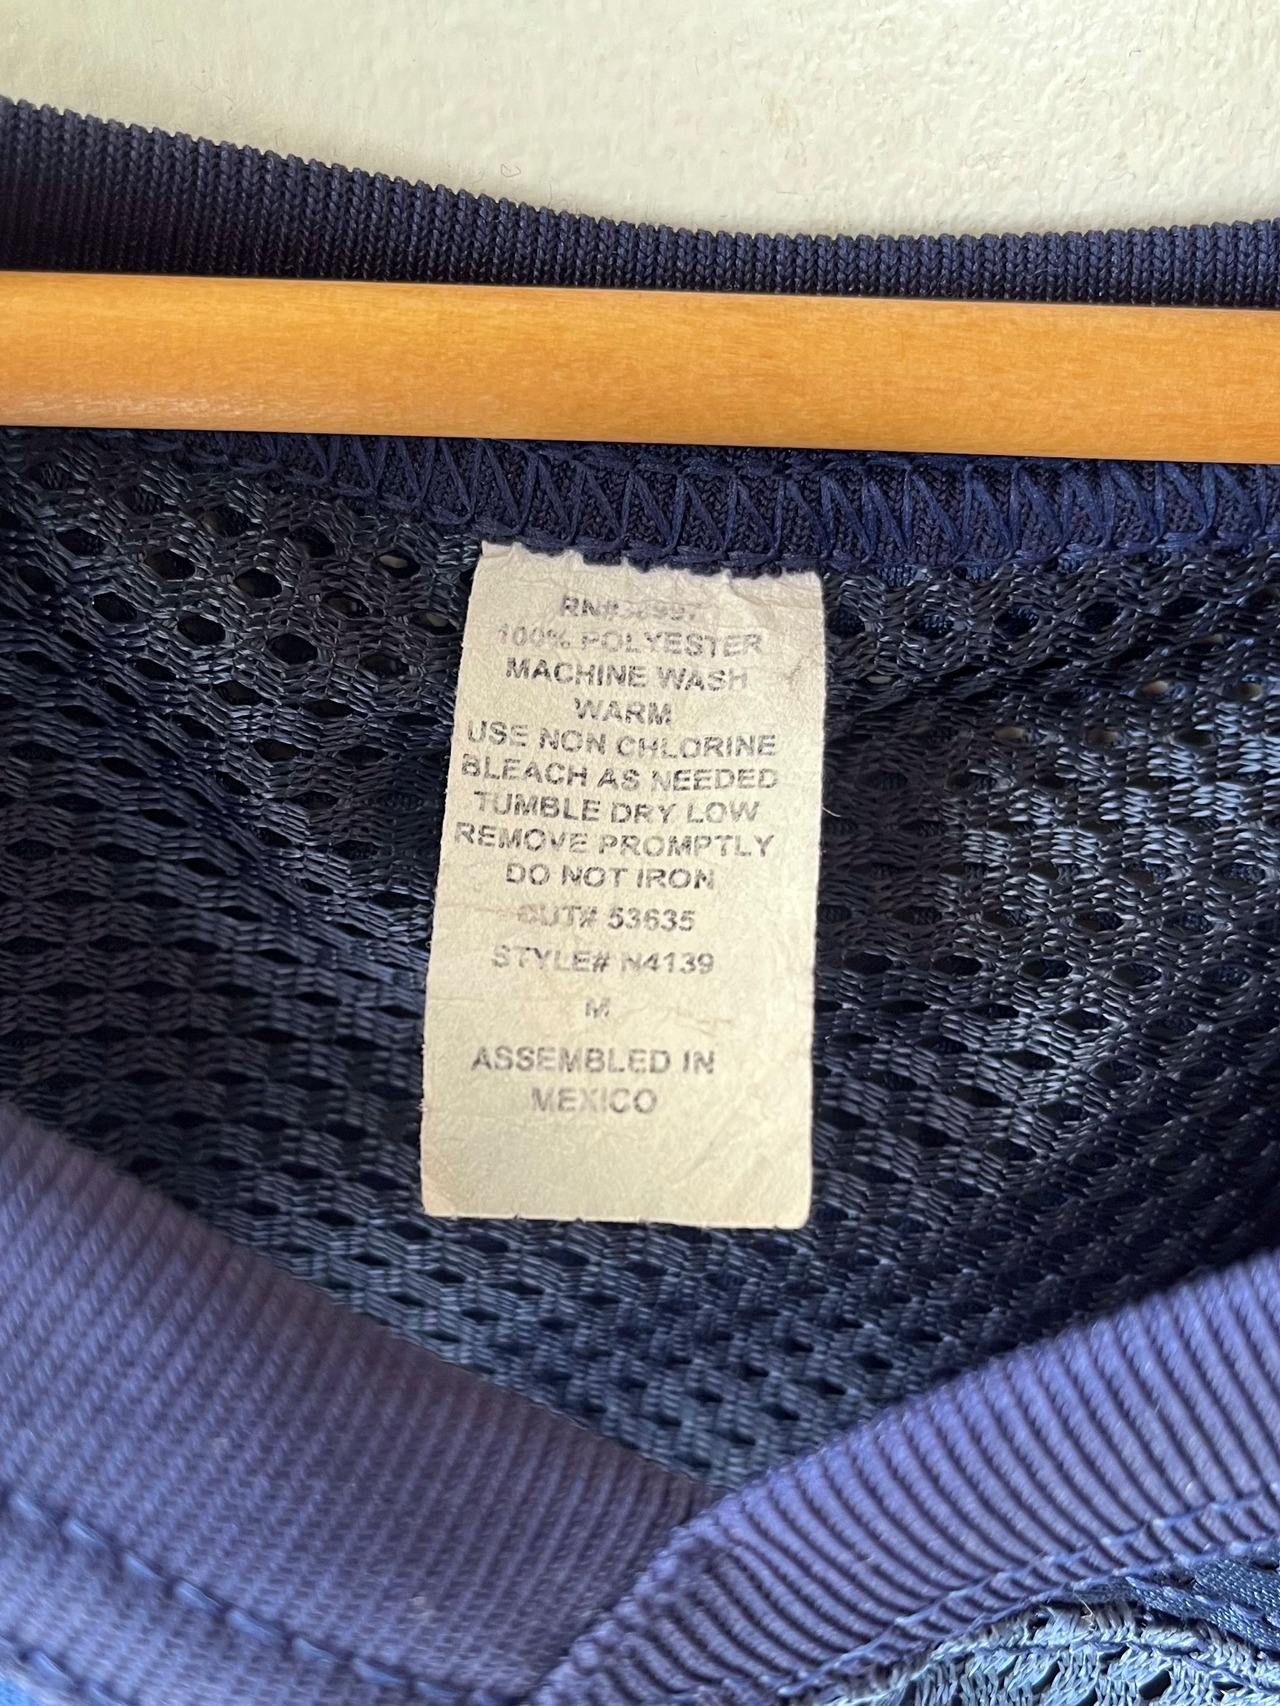 100% POLYESTER
MACHINE WASH
WARM
USE NON CHLORINE
BLEACH AS NEEDED
TUMBLE DRY LOW
REMOVE PROMPTLY
DO NOT IRON
CUT# 53635
STYLE# N4139
M
ASSEMBLED IN
MEXICO